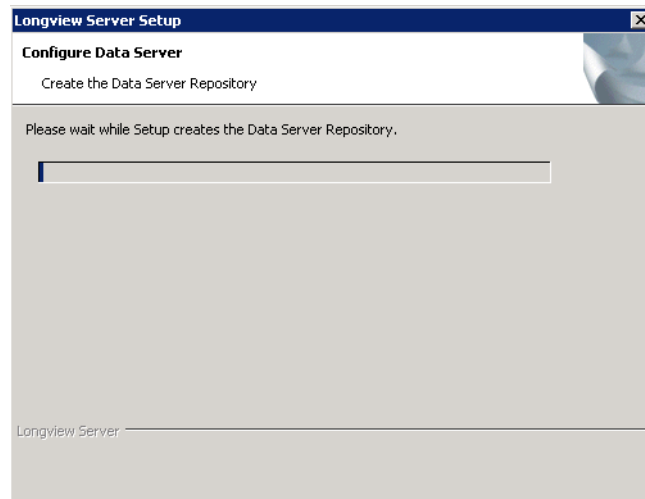 Longview Server Setup
Configure Data Server
Create the Data Server Repository
Please wait while Setup creates the Data Server Repository.
Longview Server